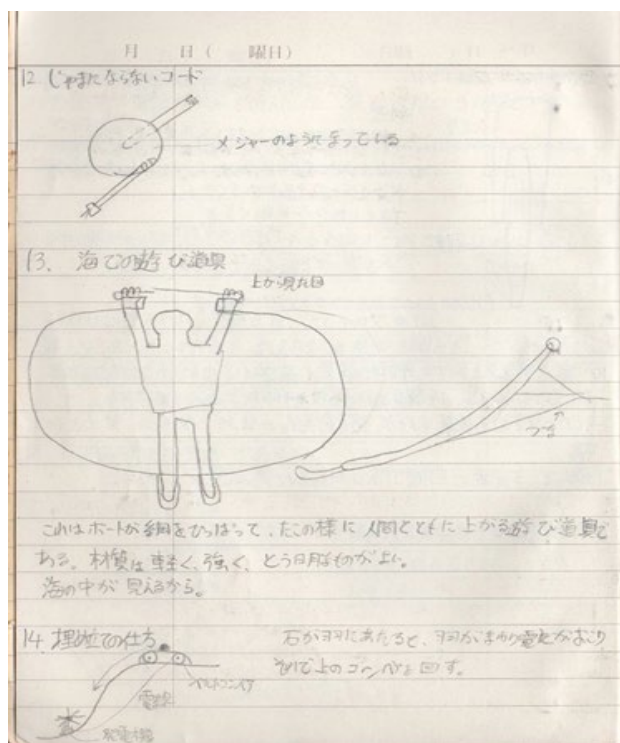 月 日( 曜日)
12. じゃまにならないコード
メジャーのようにまっている
13. 海での遊び道具
上から見た図
つな
これはボートが綱をひっぱって、たこの様に人間とともに上がる遊び道具で
ある。材質は軽く、強く、とう明なものがよい。
海の中が見えるから。
14. 埋立ての仕方
石が羽にあたると、羽がまわり電気がおこり
それで上のコンベアを回す。
ベルトコンベア
電線
発電機